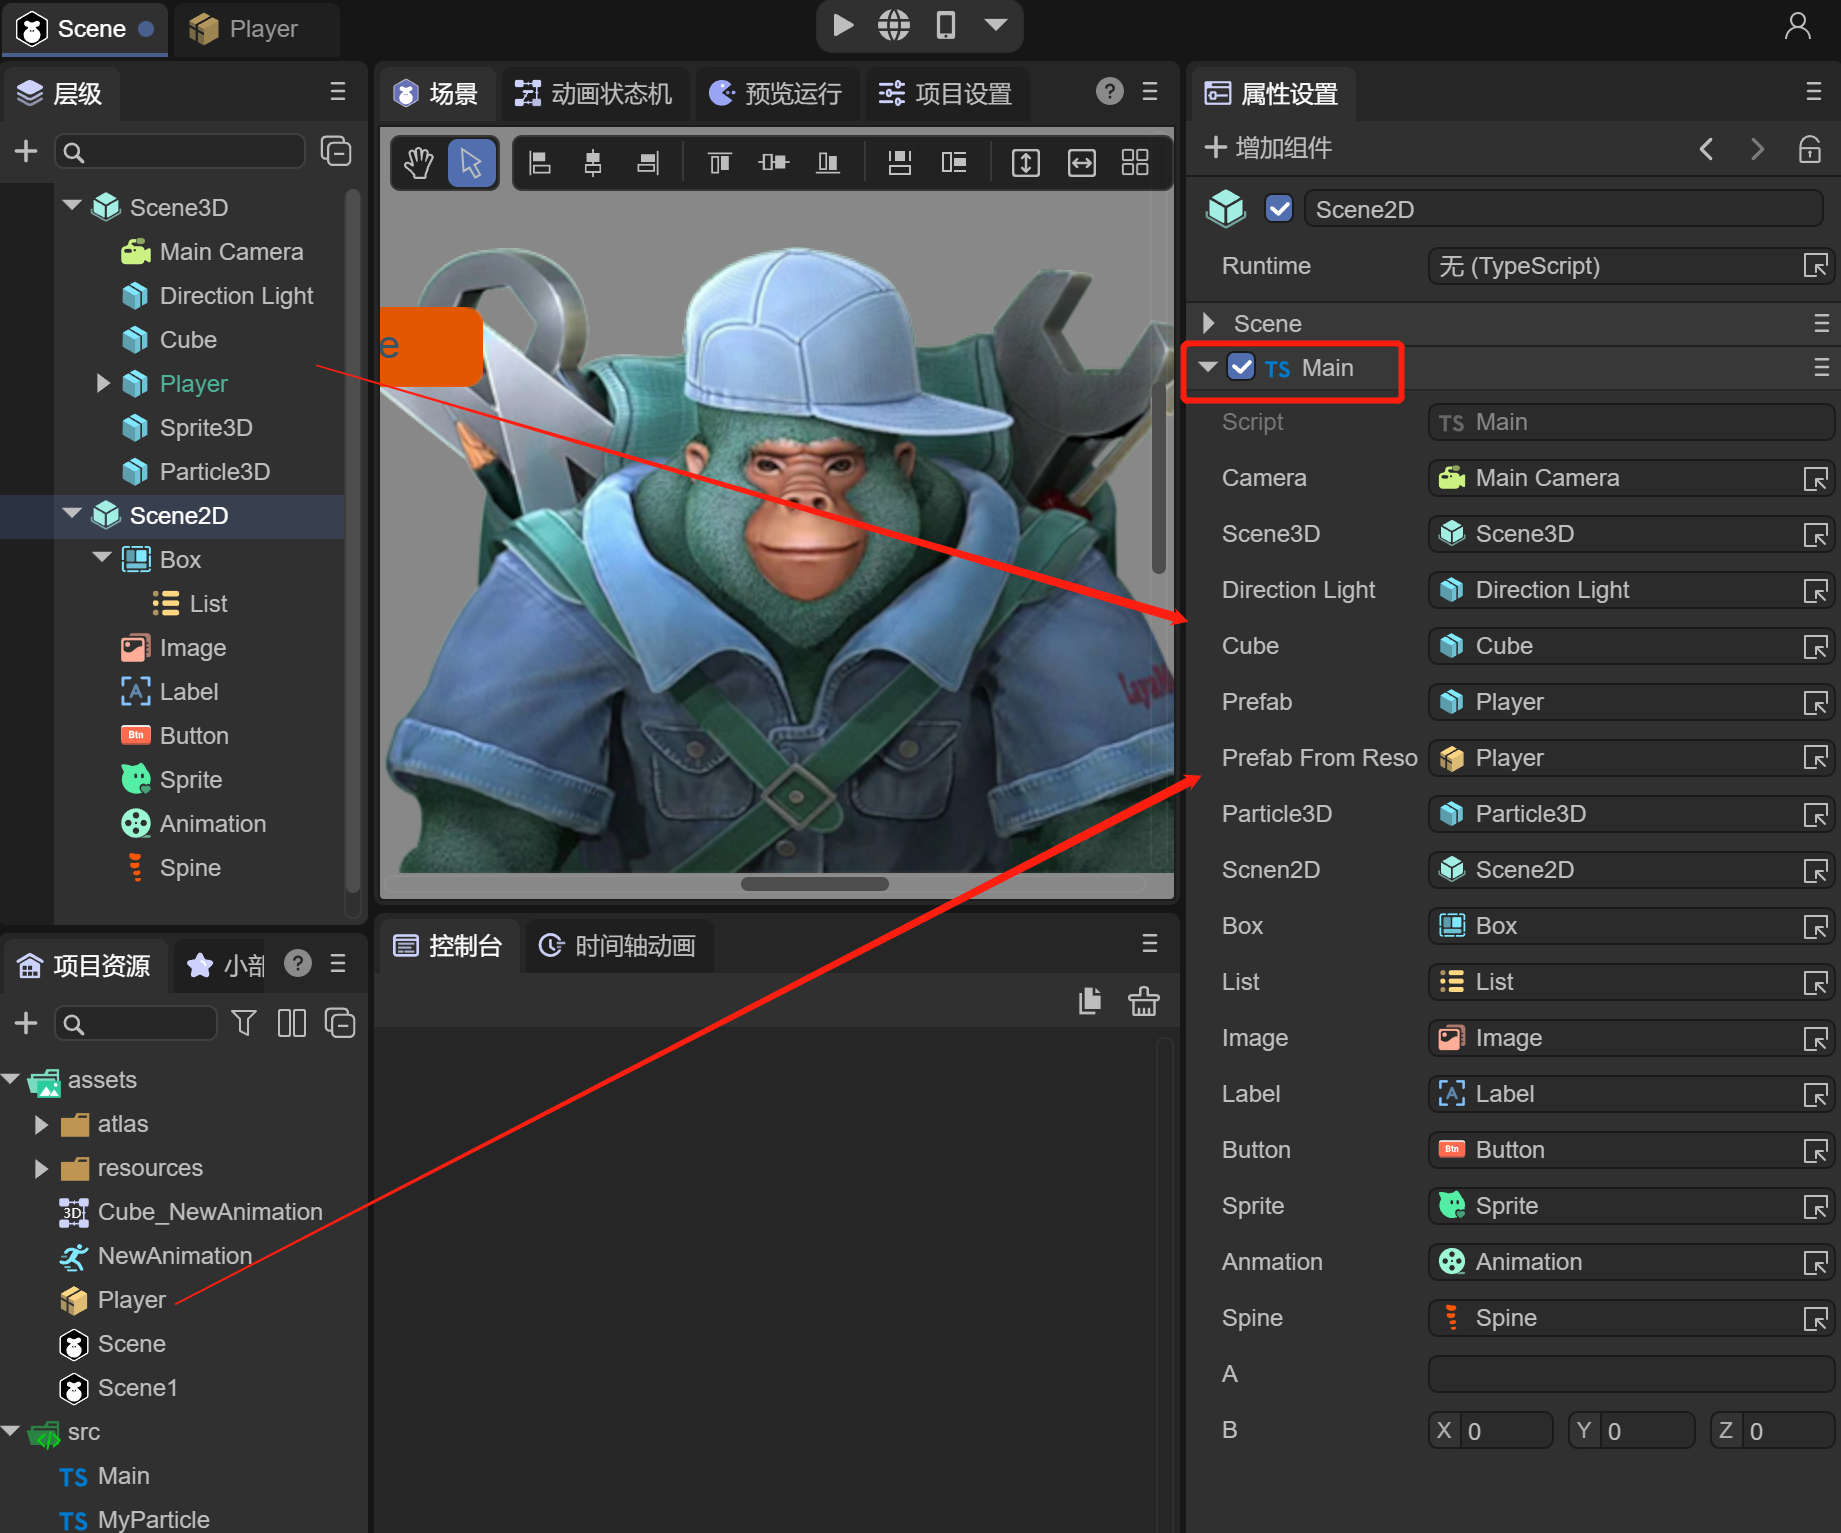 Scene
Player
层级
场景
动画状态机
预览运行
项目设置
?
属性设置
增加组件
Scene3D
Main Camera
Direction Light
Cube
Player
Sprite3D
Particle3D
Scene2D
Box
List
Image
Label
Btn Button
Sprite
Animation
Spine
e
Scene2D
Runtime
无 (TypeScript)
Scene
TS Main
Script
TS Main
Camera
Main Camera
Scene3D
Scene3D
Direction Light
Direction Light
Cube
Cube
Prefab
Player
Prefab From Reso
Player
Particle3D
Particle3D
Scnen2D
Scene2D
Box
Box
List
List
Image
Image
Label
A Label
Button
Btn Button
Sprite
Sprite
Anmation
Animation
Spine
Spine
A
B
X 0
Y 0
Z 0
控制台
时间轴动画
项目资源
小部
?
assets
atlas
resources
3D Cube_NewAnimation
NewAnimation
Player
Scene
Scene1
src
TS Main
TS MyParticle